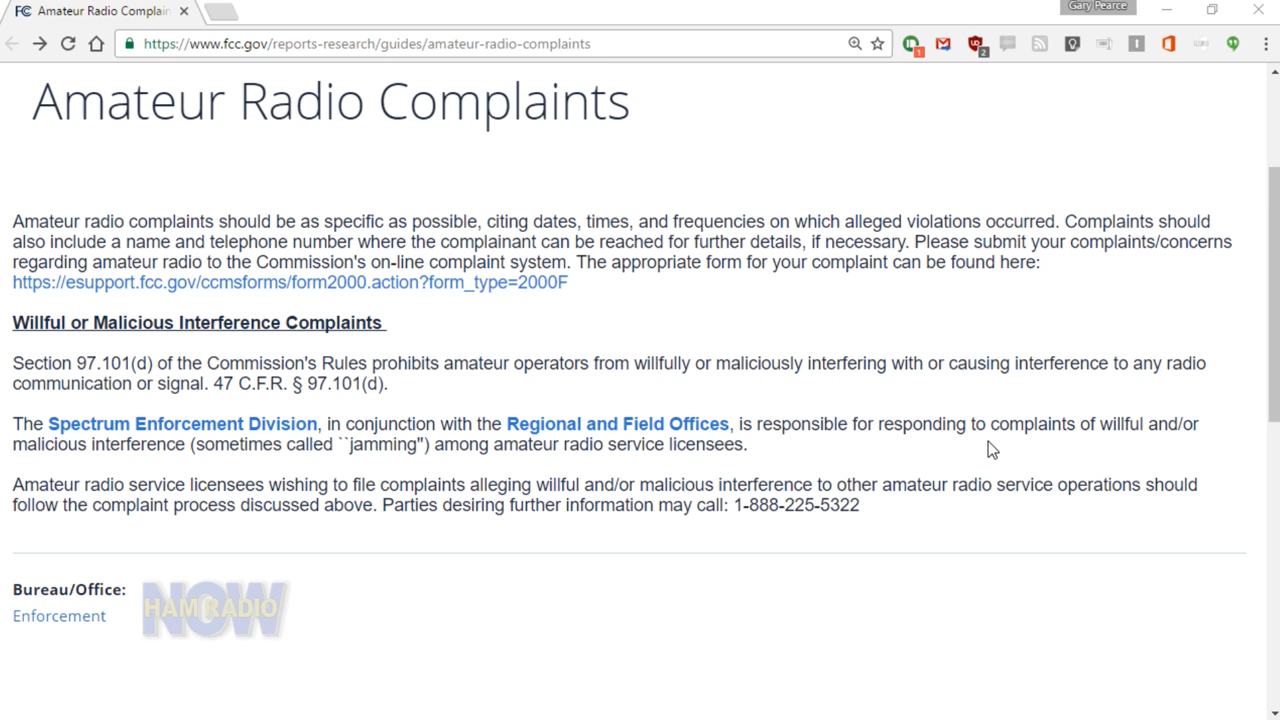 Amateur Radio Complain
Gary Pearce
https://www.fcc.gov/reports-research/guides/amateur-radio-complaints
1
2
Amateur Radio Complaints
Amateur radio complaints should be as specific as possible, citing dates, times, and frequencies on which alleged violations occurred. Complaints should
also include a name and telephone number where the complainant can be reached for further details, if necessary. Please submit your complaints/concerns
regarding amateur radio to the Commission's on-line complaint system. The appropriate form for your complaint can be found here:
https://esupport.fcc.gov/ccmsforms/form2000.action?form_type=2000F
Willful or Malicious Interference Complaints
Section 97.101(d) of the Commission's Rules prohibits amateur operators from willfully or maliciously interfering with or causing interference to any radio
communication or signal. 47 C.F.R. § 97.101(d).
The Spectrum Enforcement Division, in conjunction with the Regional and Field Offices, is responsible for responding to complaints of willful and/or
malicious interference (sometimes called ``jamming") among amateur radio service licensees.
Amateur radio service licensees wishing to file complaints alleging willful and/or malicious interference to other amateur radio service operations should
follow the complaint process discussed above. Parties desiring further information may call: 1-888-225-5322
Bureau/Office:
Enforcement
HAM RADIO
NOW